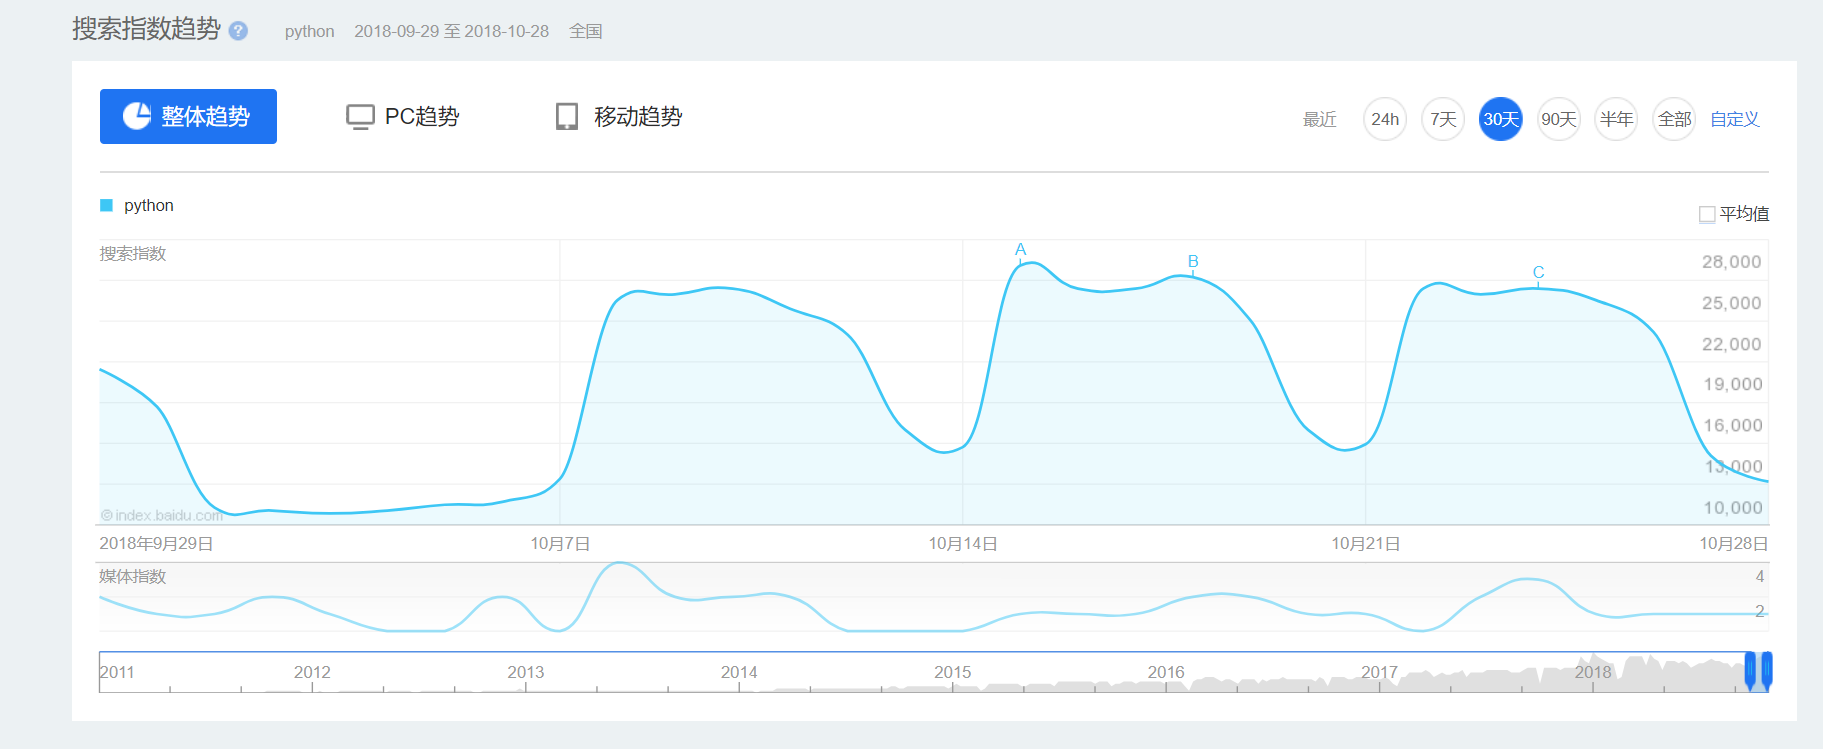 搜索指数趋势 ? python 2018-09-29 至 2018-10-28 全国
整体趋势 PC趋势 移动趋势 最近 24h 7天 30天 90天 半年 全部 自定义
python
平均值
搜索指数
A
B
C
28,000
25,000
22,000
19,000
16,000
13,000
10,000
© index.baidu.com
2018年9月29日 10月7日 10月14日 10月21日 10月28日
媒体指数
4
2
2011 2012 2013 2014 2015 2016 2017 2018